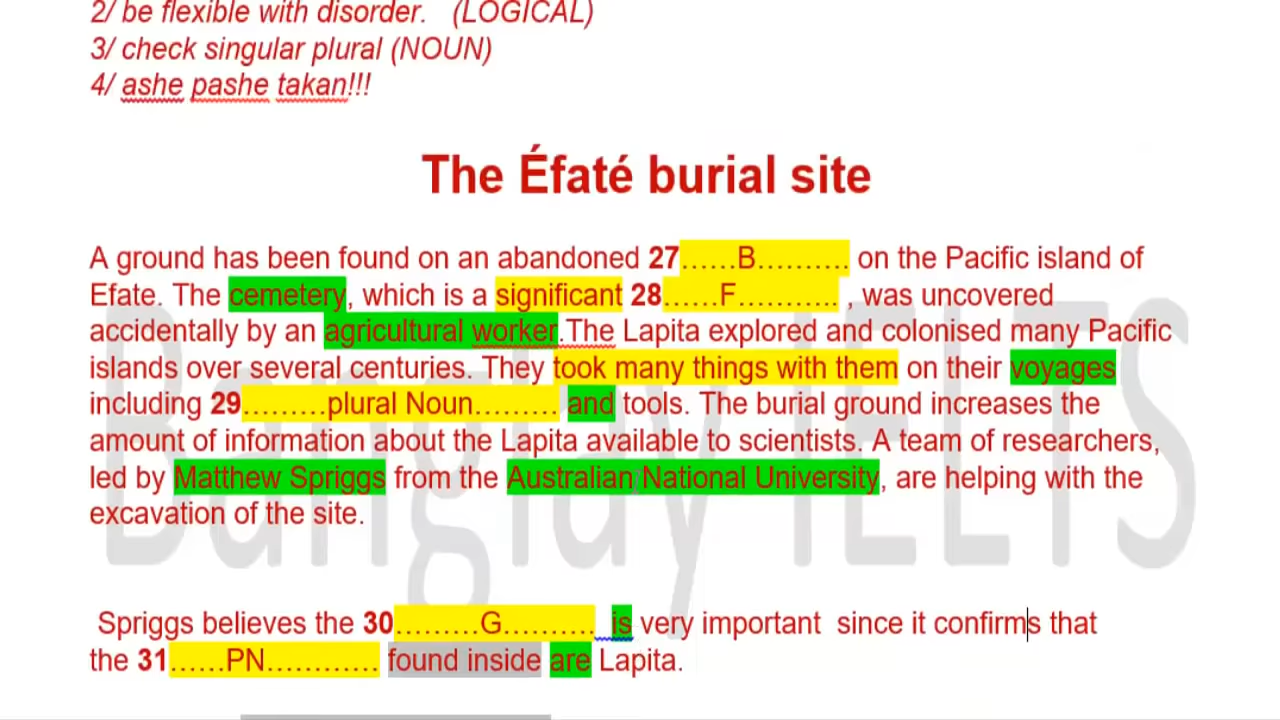 2/ be flexible with disorder. (LOGICAL)
3/ check singular plural (NOUN)
4/ ashe pashe takan!!!
The Éfaté burial site
A ground has been found on an abandoned 27……B………. on the Pacific island of
Efate. The cemetery, which is a significant 28……F……….. , was uncovered
accidentally by an agricultural worker.The Lapita explored and colonised many Pacific
islands over several centuries. They took many things with them on their voyages
including 29………plural Noun……… and tools. The burial ground increases the
amount of information about the Lapita available to scientists. A team of researchers,
led by Matthew Spriggs from the Australian National University, are helping with the
excavation of the site.
Spriggs believes the 30………G………. is very important since it confirms that
the 31……PN………… found inside are Lapita.
Banglay IELTS